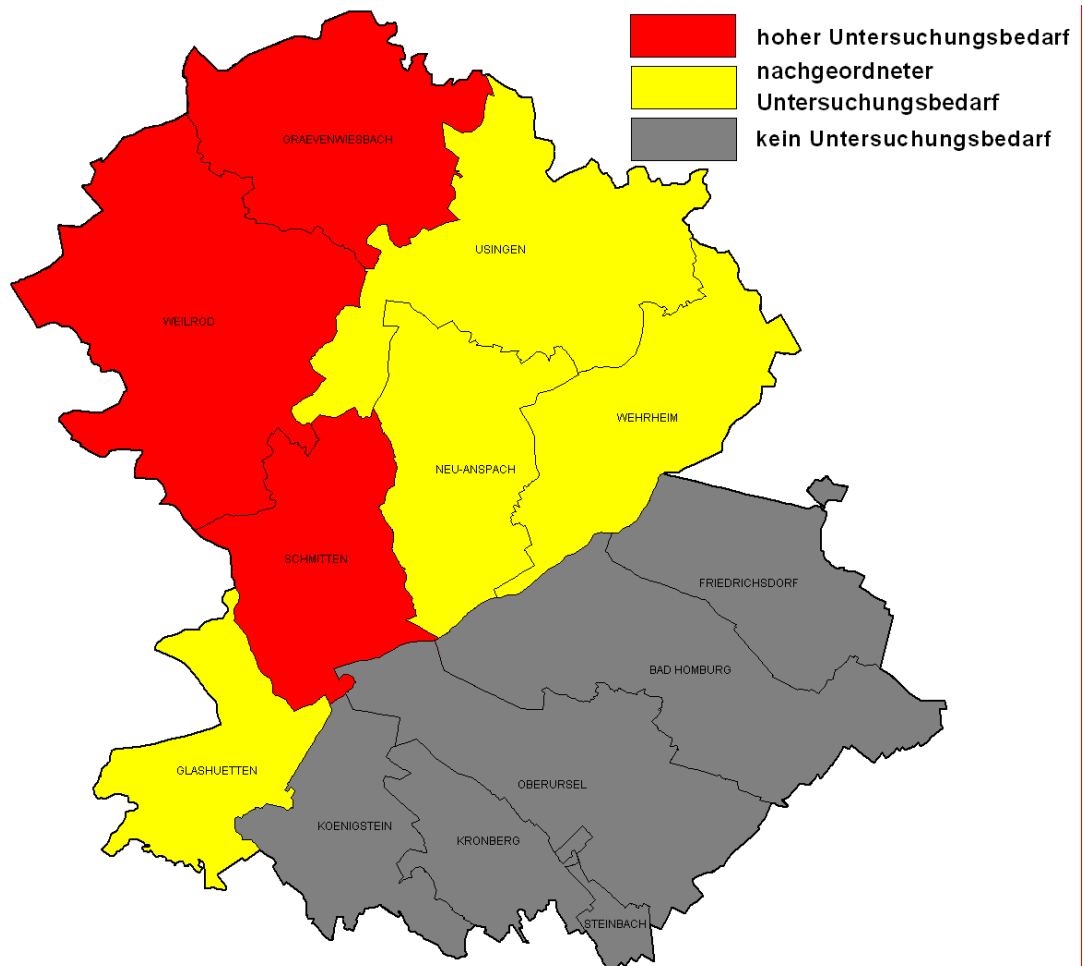 hoher Untersuchungsbedarf
nachgeordneter
Untersuchungsbedarf
kein Untersuchungsbedarf
GRAEVENWIESBACH
USINGEN
WEILROD
WEHRHEIM
NEU-ANSPACH
SCHMITTEN
FRIEDRICHSDORF
BAD HOMBURG
GLASHUETTEN
OBERURSEL
KOENIGSTEIN
KRONBERG
STEINBACH